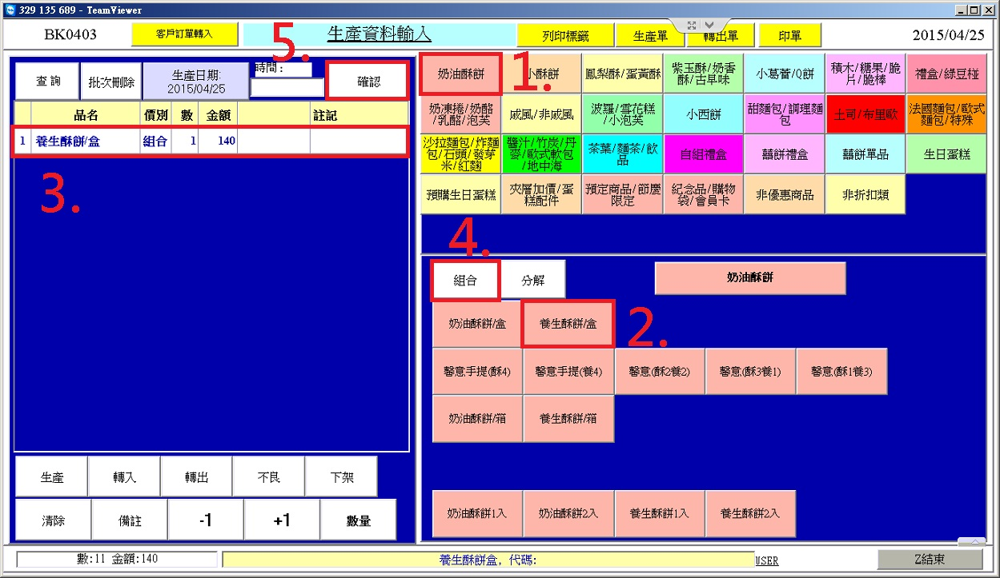 329 135 689 - TeamViewer
BK0403
客戶訂單轉入
生產資料輸入
列印標籤
生產單
轉出單
印單
2015/04/25
5.
查詢
批次刪除
生產日期:
2015/04/25
時間:
確認
品名 價別 數 金額 註記
1 養生酥餅/盒 組合 1 140
3.
奶油酥餅
1.
小酥餅
鳳梨酥/蛋黃酥
紫玉酥/奶香
酥/古早味
小葛蕾/Q餅
積木/糖果/脆
片/脆棒
禮盒/綠豆椪
奶凍捲/奶酪
/乳酪/泡芙
戚風/非戚風
波蘿/雪花糕
/小泡芙
小西餅
甜麵包/調理麵
包
土司/布里歐
法國麵包/歐式
麵包/特殊
沙拉麵包/炸麵
包/石頭/發芽
米/紅麴
醬汁/竹炭/丹
麥/歐式軟包
/地中海
茶葉/麵茶/飲
品
自組禮盒
囍餅禮盒
囍餅單品
生日蛋糕
預購生日蛋糕
夾層加價/蛋
糕配件
預定商品/節慶
限定
紀念品/購物
袋/會員卡
非優惠商品
非折扣類
4.
組合
分解
奶油酥餅
奶油酥餅/盒
養生酥餅/盒
2.
馨意手提(酥4)
馨意手提(養4)
馨意(酥2養2)
馨意(酥3養1)
馨意(酥1養3)
奶油酥餅/箱
養生酥餅/箱
奶油酥餅1入
奶油酥餅2入
養生酥餅1入
養生酥餅2入
生產
轉入
轉出
不良
下架
清除
備註
-1
+1
數量
數:11 金額:140
養生酥餅盒, 代碼:
USER
Z結束